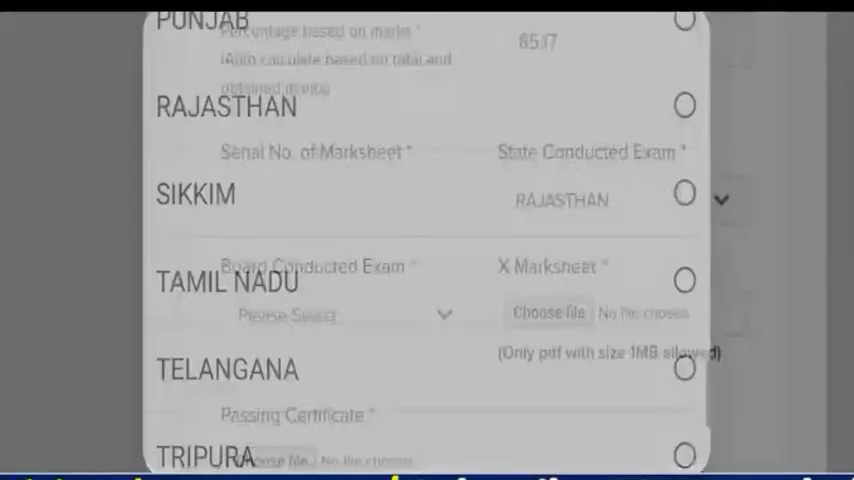 PUNJAB
Percentage based on marks *
(Auto calculate based on total and
obtained marks)
65.17
RAJASTHAN
Serial No. of Marksheet *
State Conducted Exam *
SIKKIM
RAJASTHAN
Board Conducted Exam *
X Marksheet *
TAMIL NADU
Please Select
Choose file No file chosen
(Only pdf with size 1MB allowed)
TELANGANA
Passing Certificate *
TRIPURA
Choose file No file chosen